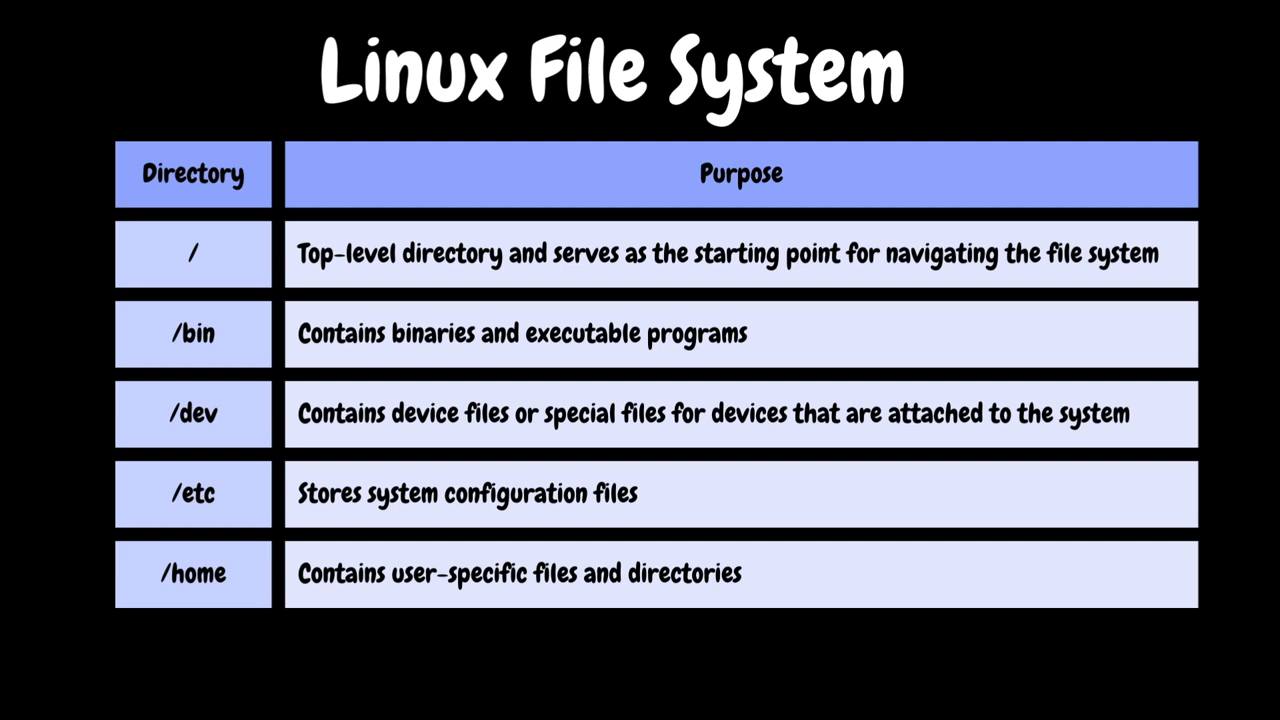 Linux File System
Directory Purpose
/ Top-level directory and serves as the starting point for navigating the file system
/bin Contains binaries and executable programs
/dev Contains device files or special files for devices that are attached to the system
/etc Stores system configuration files
/home Contains user-specific files and directories